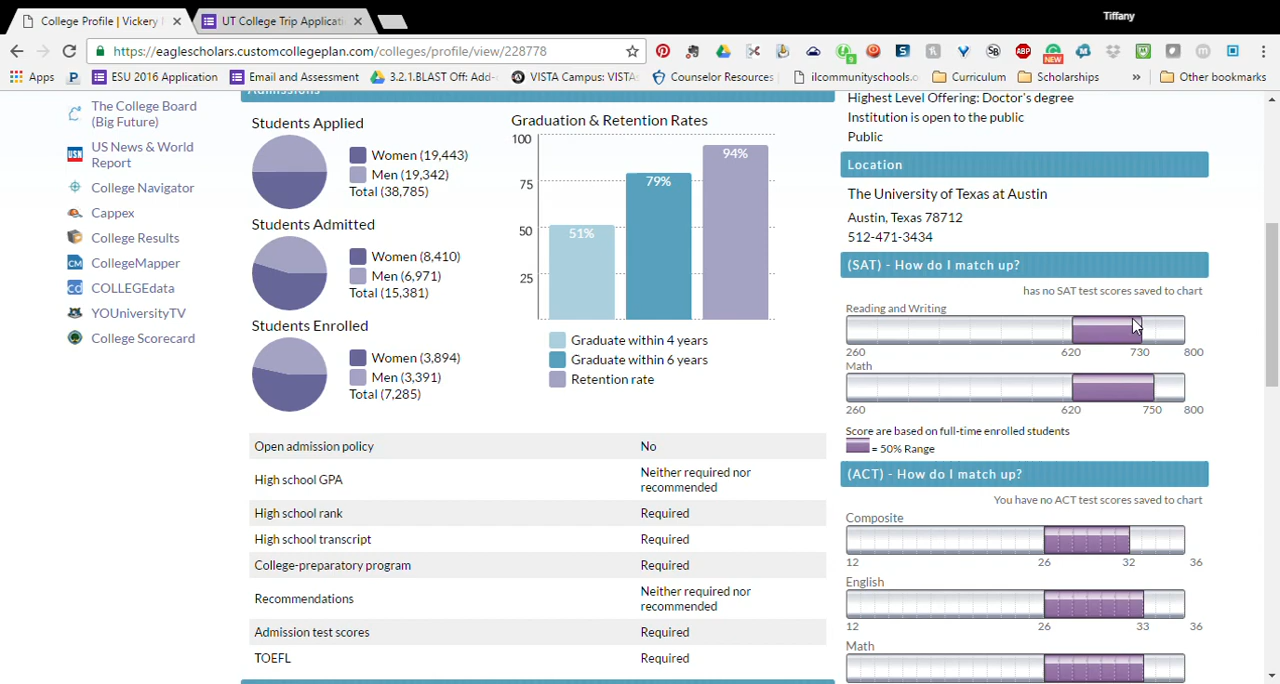 Tiffany
College Profile | Vickery
UT College Trip Applicati
https://eaglescholars.customcollegeplan.com/colleges/profile/view/228778
Apps
ESU 2016 Application
Email and Assessment
3.2.1.BLAST Off: Add-
VISTA Campus: VISTA
Counselor Resources
ilcommunityschools.o
Curriculum
Scholarships
»
Other bookmarks
The College Board
(Big Futury)
US News & World
Report
College Navigator
Cappex
College Results
CollegeMapper
COLLEGEdata
YOUniversityTV
College Scorecard
Admissions
Students Applied
Women (19,443)
Men (19,342)
Total (38,785)
Students Admitted
Women (8,410)
Men (6,971)
Total (15,381)
Students Enrolled
Women (3,894)
Men (3,391)
Total (7,285)
Graduation & Retention Rates
100
75
50
25
51%
79%
94%
Graduate within 4 years
Graduate within 6 years
Retention rate
Open admission policy No
High school GPA Neither required nor
recommended
High school rank Required
High school transcript Required
College-preparatory program Required
Recommendations Neither required nor
recommended
Admission test scores Required
TOEFL Required
Highest Level Offering: Doctor's degree
Institution is open to the public
Public
Location
The University of Texas at Austin
Austin, Texas 78712
512-471-3434
(SAT) - How do I match up?
has no SAT test scores saved to chart
Reading and Writing
260 620 730 800
Math
260 620 750 800
Score are based on full-time enrolled students
= 50% Range
(ACT) - How do I match up?
You have no ACT test scores saved to chart
Composite
12 26 32 36
English
12 26 33 36
Math